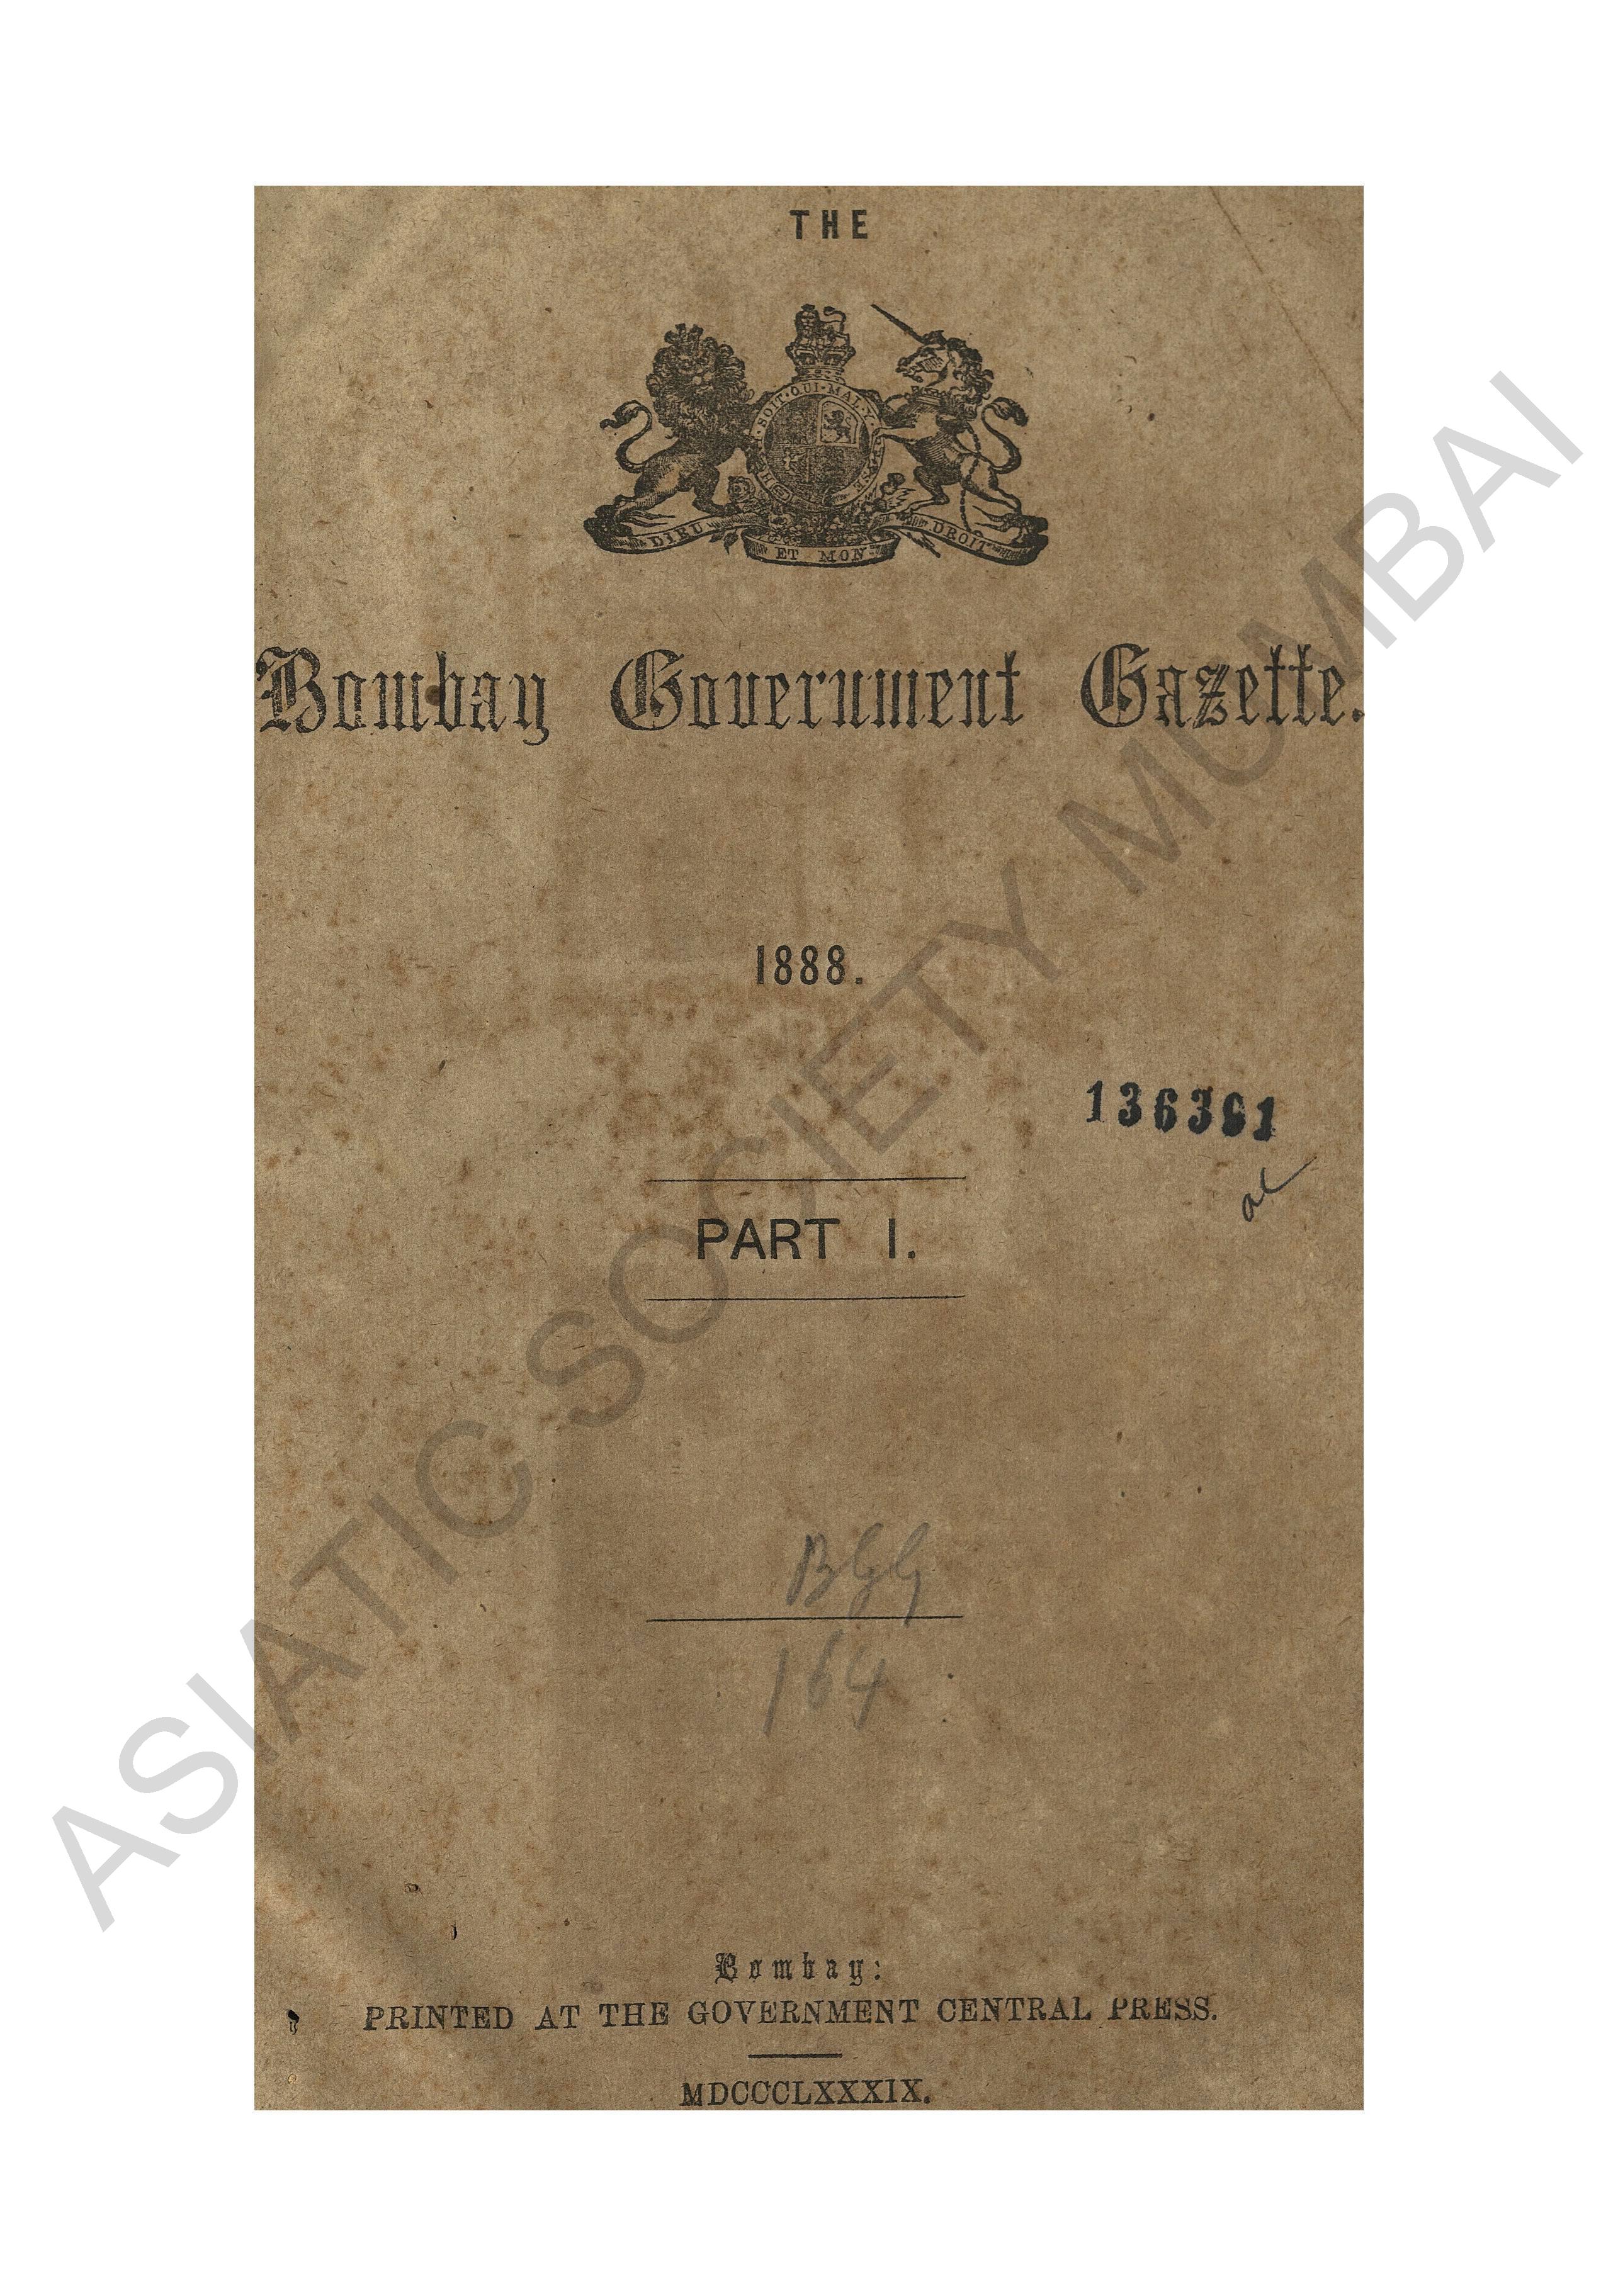 THE
HONI SOIT QUI MAL Y PENSE
DIEU ET MON DROIT
Bombay Government Gazette.
1888.
136391
PART I.
BGG
164
Bombay:
PRINTED AT THE GOVERNMENT CENTRAL PRESS.
MDCCCLXXXIX.
ASIATIC SOCIETY MUMBAI